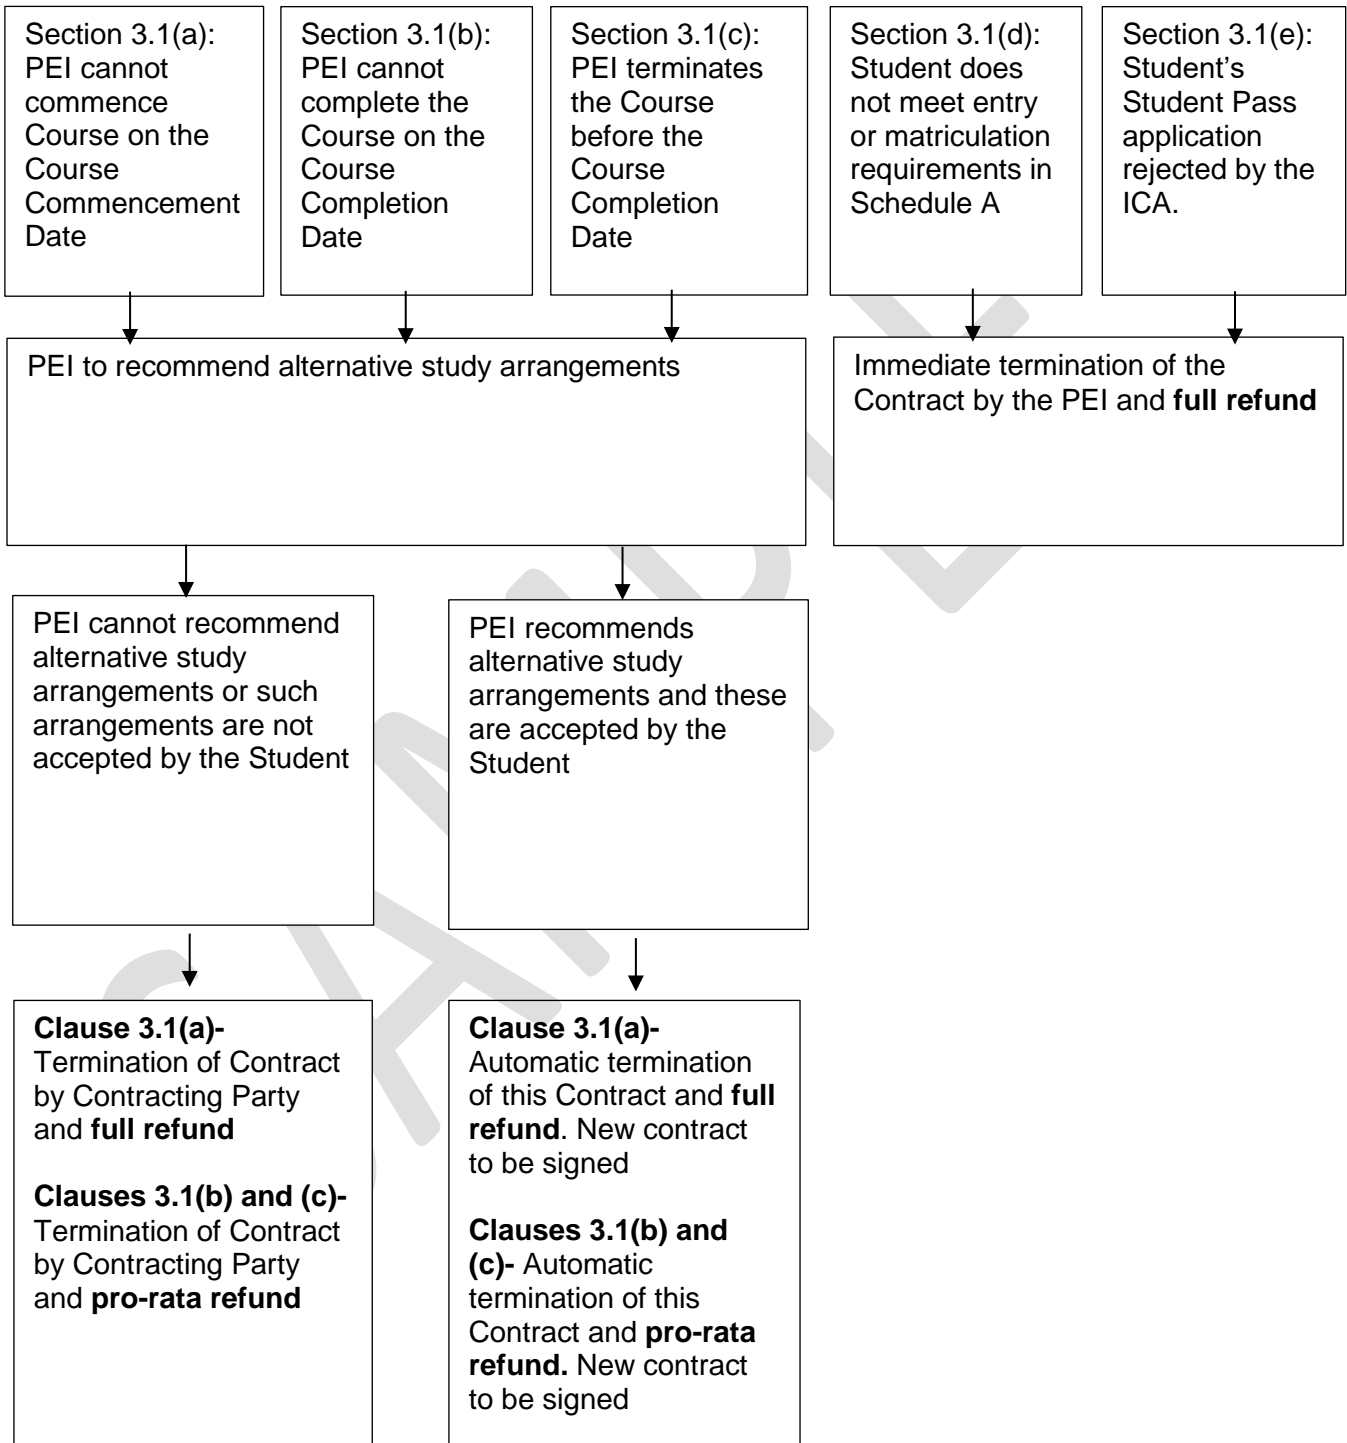 Section 3.1(a):
PEI cannot
commence
Course on the
Course
Commencement
Date
Section 3.1(b):
PEI cannot
complete the
Course on the
Course
Completion
Date
Section 3.1(c):
PEI terminates
the Course
before the
Course
Completion
Date
Section 3.1(d):
Student does
not meet entry
or matriculation
requirements in
Schedule A
Section 3.1(e):
Student’s
Student Pass
application
rejected by the
ICA.
PEI to recommend alternative study arrangements
Immediate termination of the
Contract by the PEI and full refund
PEI cannot recommend
alternative study
arrangements or such
arrangements are not
accepted by the Student
PEI recommends
alternative study
arrangements and these
are accepted by the
Student
Clause 3.1(a)-
Termination of Contract
by Contracting Party
and full refund
Clauses 3.1(b) and (c)-
Termination of Contract
by Contracting Party
and pro-rata refund
Clause 3.1(a)-
Automatic termination
of this Contract and full
refund. New contract
to be signed
Clauses 3.1(b) and
(c)- Automatic
termination of this
Contract and pro-rata
refund. New contract
to be signed
SAMPLE